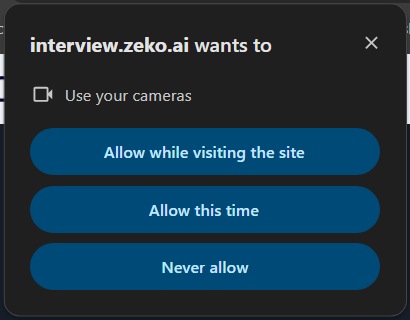 interview.zeko.ai wants to
Use your cameras
Allow while visiting the site
Allow this time
Never allow